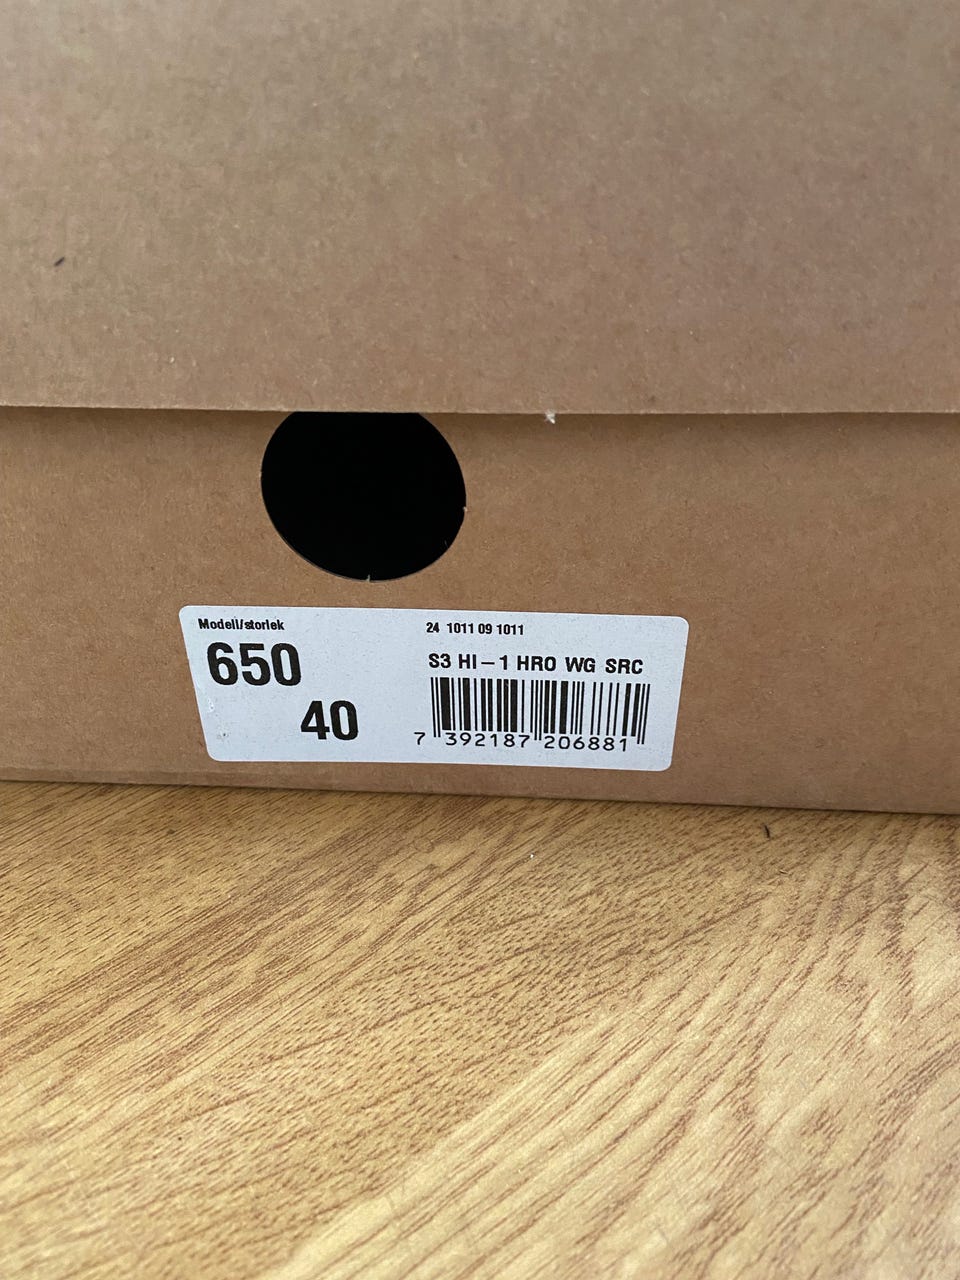 Modell/storlek
650
40
24 1011 09 1011
S3 HI-1 HRO WG SRC
7 392187 206881